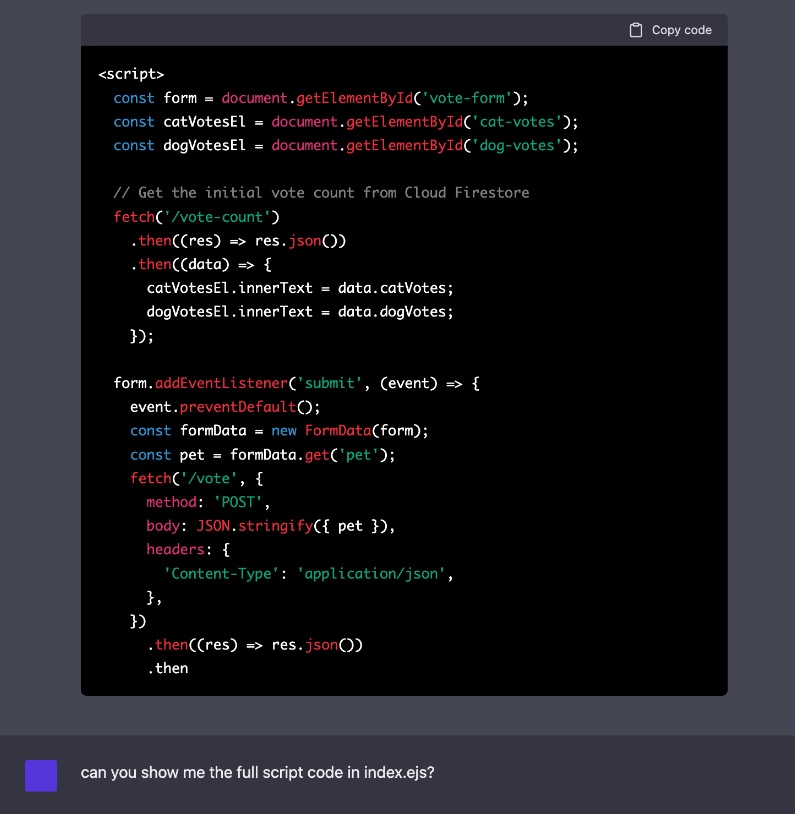 Copy code
<script>
const form = document.getElementById('vote-form');
const catVotesEl = document.getElementById('cat-votes');
const dogVotesEl = document.getElementById('dog-votes');
// Get the initial vote count from Cloud Firestore
fetch('/vote-count')
.then((res) => res.json())
.then((data) => {
catVotesEl.innerText = data.catVotes;
dogVotesEl.innerText = data.dogVotes;
});
form.addEventListener('submit', (event) => {
event.preventDefault();
const formData = new FormData(form);
const pet = formData.get('pet');
fetch('/vote', {
method: 'POST',
body: JSON.stringify({ pet }),
headers: {
'Content-Type': 'application/json',
},
})
.then((res) => res.json())
.then
can you show me the full script code in index.ejs?